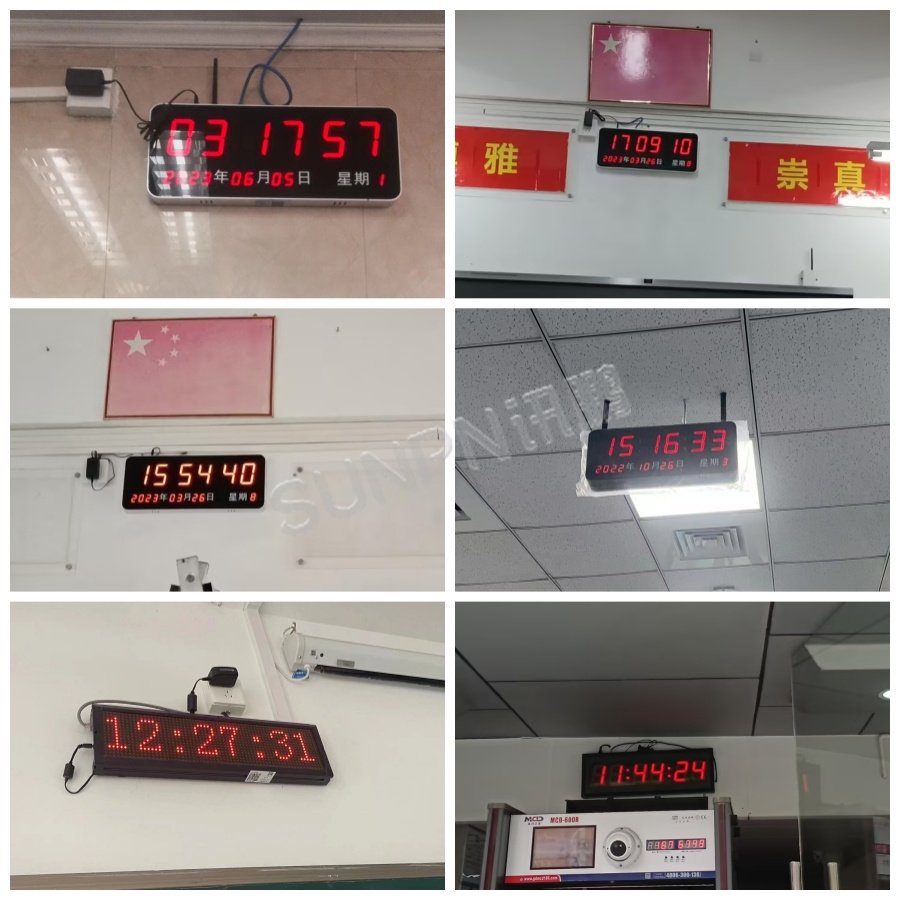 03 17 57
2023年06月05日 星期1
雅
17 09 10
2023年03月26日 星期8
崇真
15 54 40
2023年03月26日 星期8
15 16 33
2022年10月26日 星期3
SUNPN讯鹏
12:27:31
11:44:24
MCD
MCD-600B